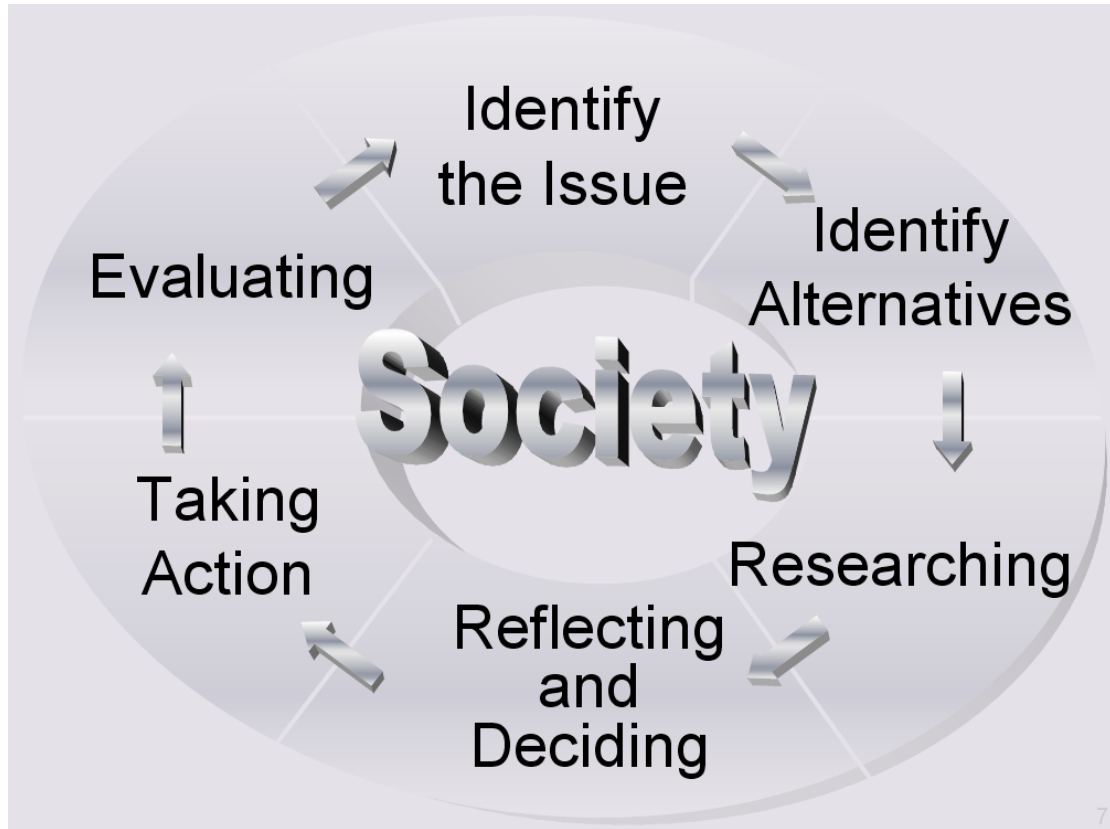 Identify
the Issue
Identify
Alternatives
Researching
Reflecting
and
Deciding
Taking
Action
Evaluating
Society
7